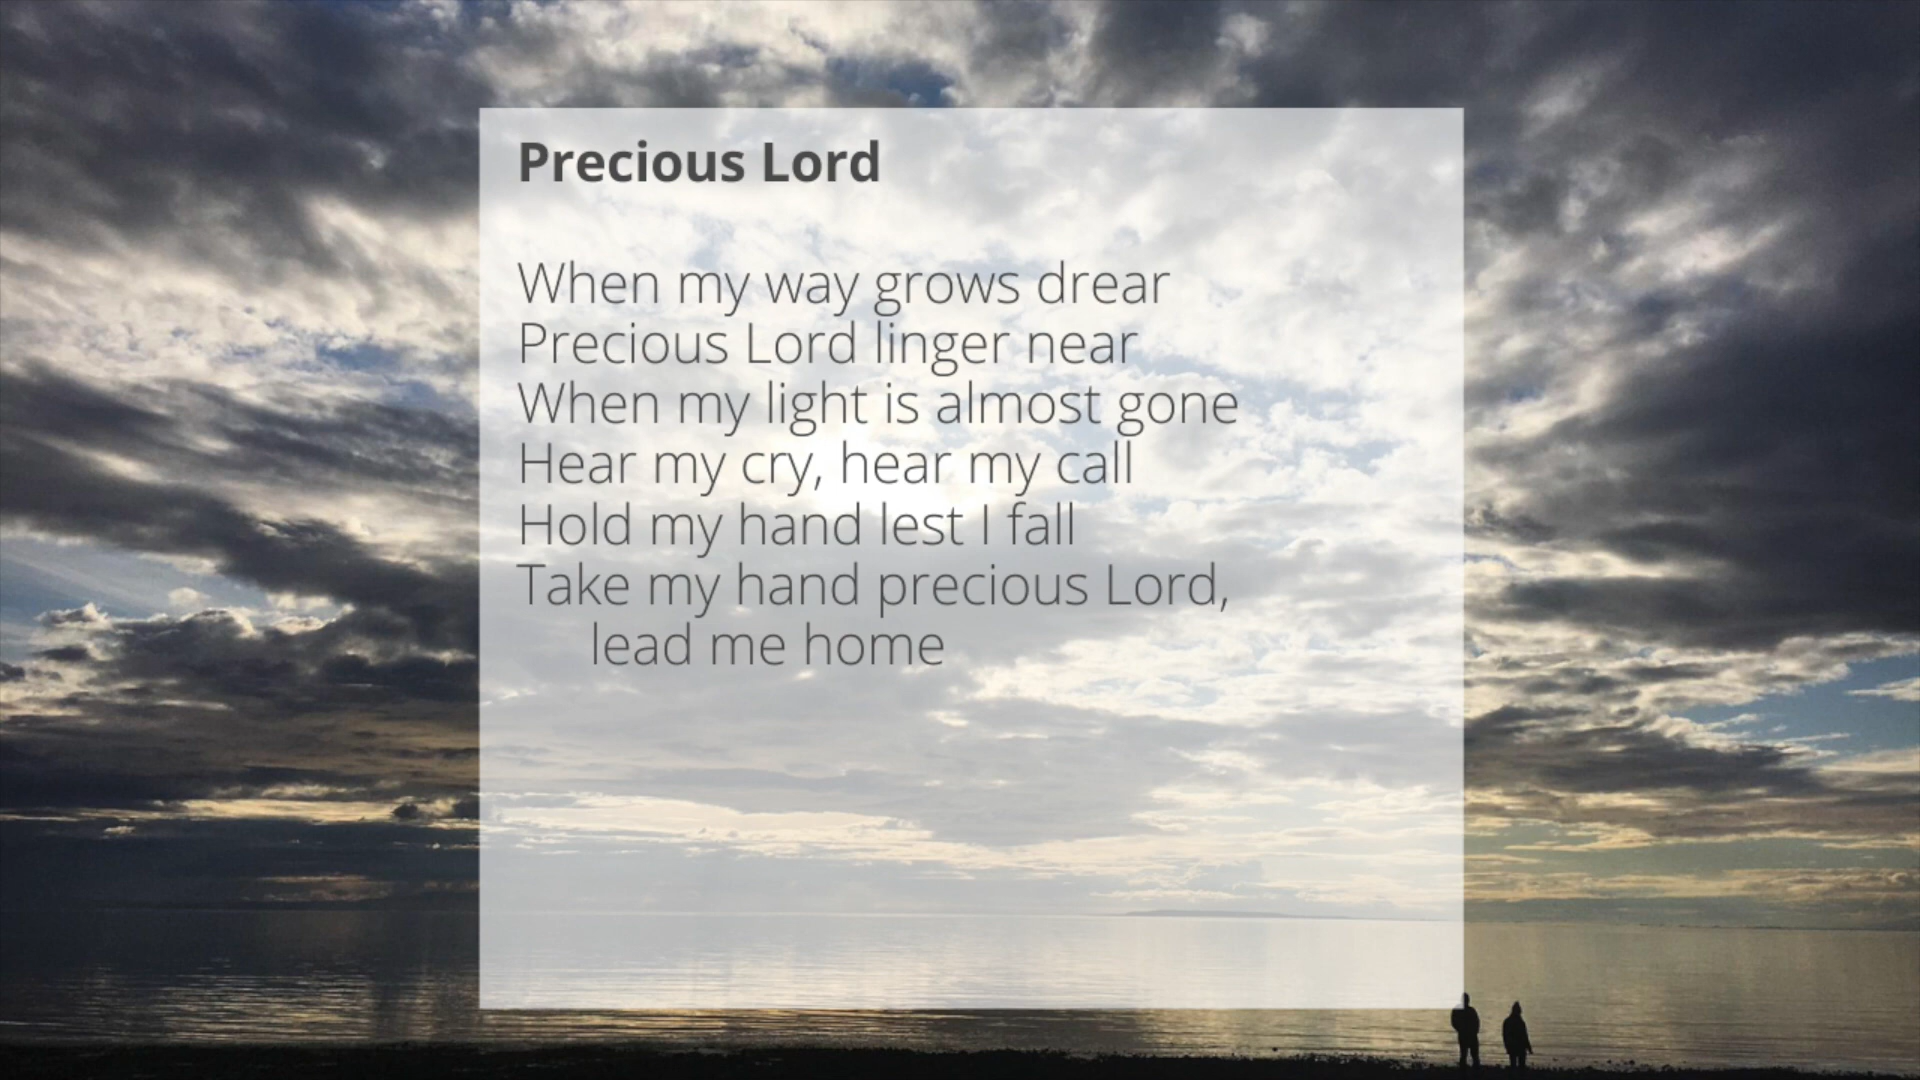 Precious Lord
When my way grows drear
Precious Lord linger near
When my light is almost gone
Hear my cry, hear my call
Hold my hand lest I fall
Take my hand precious Lord,
lead me home